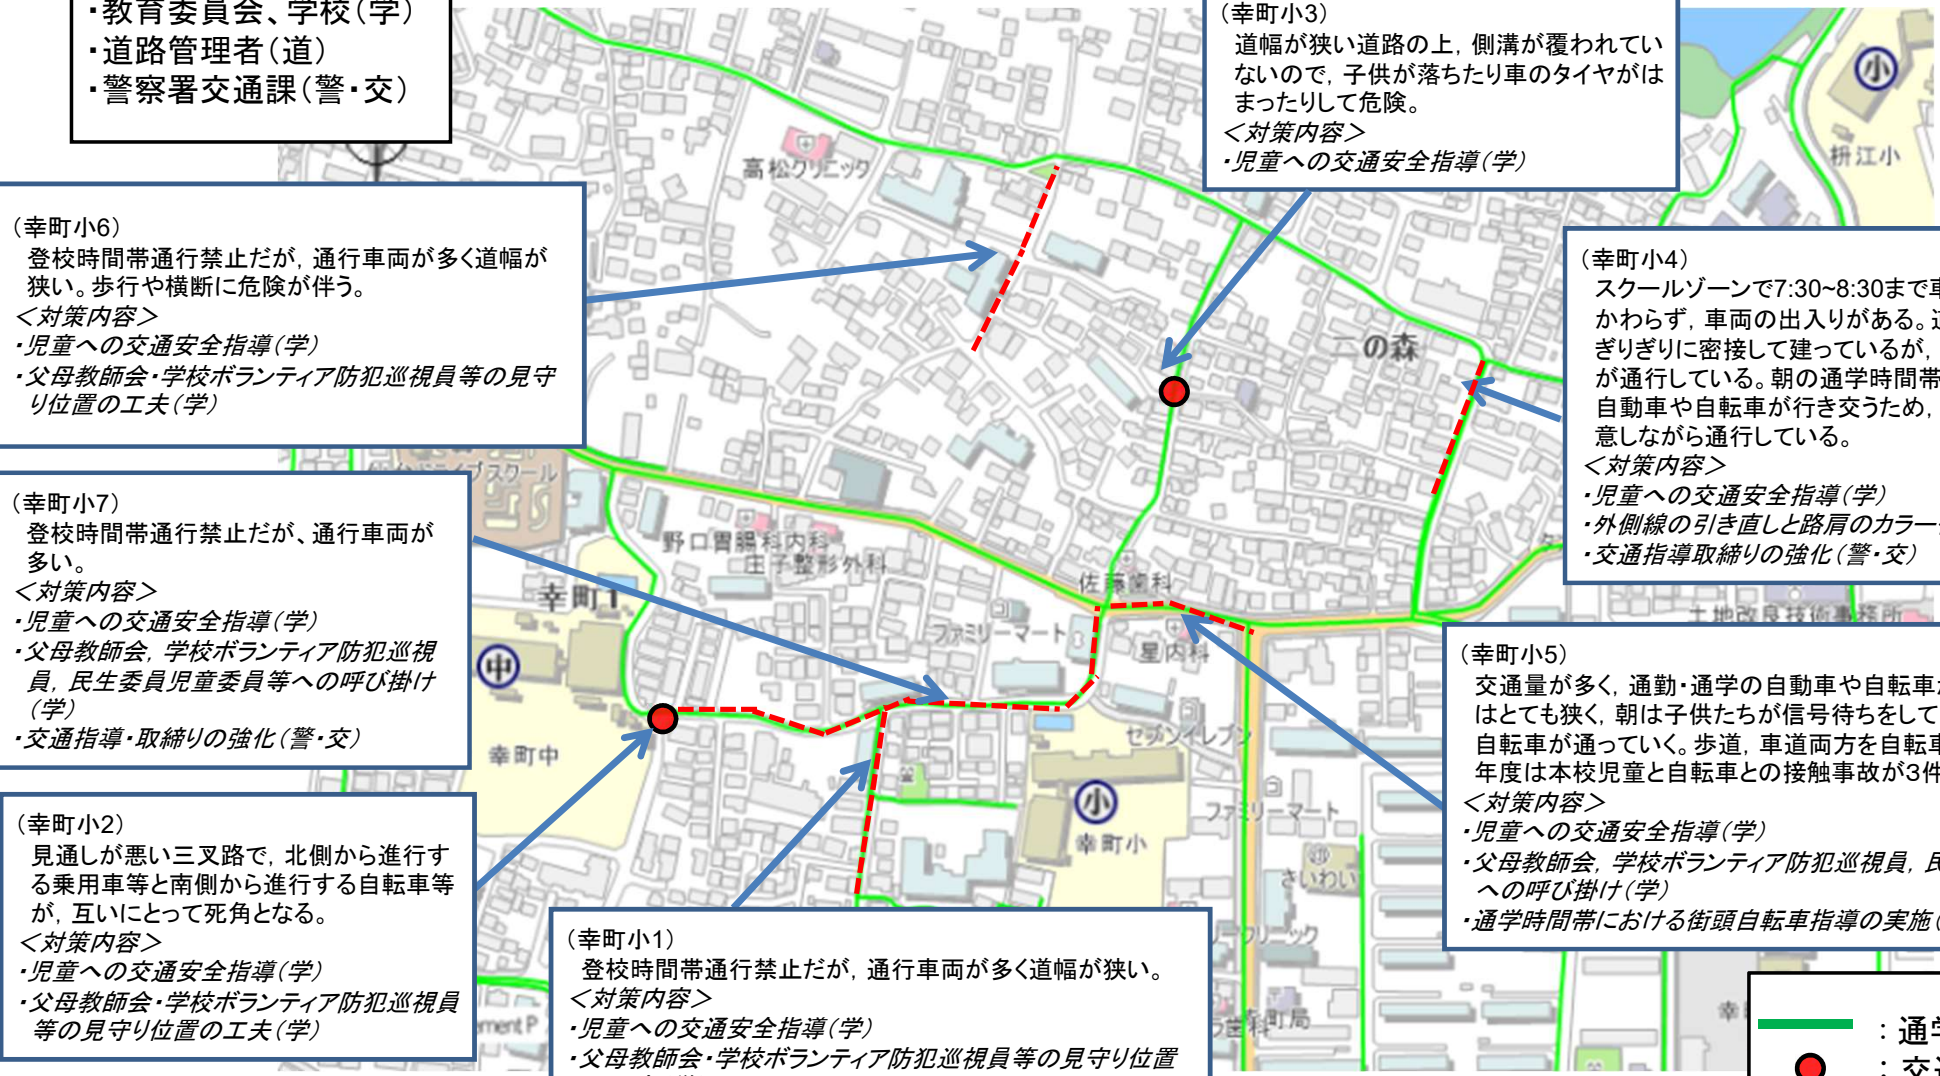 ・教育委員会、学校（学）
・道路管理者（道）
・警察署交通課（警・交）
（幸町小3）
道幅が狭い道路の上，側溝が覆われてい
ないので，子供が落ちたり車のタイヤがは
まったりして危険。
＜対策内容＞
・児童への交通安全指導（学）
（幸町小6）
登校時間帯通行禁止だが，通行車両が多く道幅が
狭い。歩行や横断に危険が伴う。
＜対策内容＞
・児童への交通安全指導（学）
・父母教師会・学校ボランティア防犯巡視員等の見守
り位置の工夫（学）
（幸町小4）
スクールゾーンで7:30~8:30まで車
かわらず，車両の出入りがある。道
ぎりぎりに密接して建っているが，
が通行している。朝の通学時間帯
自動車や自転車が行き交うため，
意しながら通行している。
＜対策内容＞
・児童への交通安全指導（学）
・外側線の引き直しと路肩のカラー
・交通指導取締りの強化（警・交）
（幸町小7）
登校時間帯通行禁止だが、通行車両が
多い。
＜対策内容＞
・児童への交通安全指導（学）
・父母教師会，学校ボランティア防犯巡視
員，民生委員児童委員等への呼び掛け
（学）
・交通指導・取締りの強化（警・交）
（幸町小5）
交通量が多く，通勤・通学の自動車や自転車が
はとても狭く，朝は子供たちが信号待ちをして
自転車が通っていく。歩道，車道両方を自転車
年度は本校児童と自転車との接触事故が3件
＜対策内容＞
・児童への交通安全指導（学）
・父母教師会，学校ボランティア防犯巡視員，民
への呼び掛け（学）
・通学時間帯における街頭自転車指導の実施（
（幸町小2）
見通しが悪い三叉路で，北側から進行す
る乗用車等と南側から進行する自転車等
が，互いにとって死角となる。
＜対策内容＞
・児童への交通安全指導（学）
・父母教師会・学校ボランティア防犯巡視員
等の見守り位置の工夫（学）
（幸町小1）
登校時間帯通行禁止だが，通行車両が多く道幅が狭い。
＜対策内容＞
・児童への交通安全指導（学）
・父母教師会・学校ボランティア防犯巡視員等の見守り位置
：通学
：交通
高松クリニック
小
枡江小
二の森
ドライブスクール
野口胃腸科内科
庄子整形外科
佐藤歯科
幸町1
ファミリーマート
星内科
土地改良技術事務所
中
幸町中
セブンイレブン
小
幸町小
ファミリーマート
さいわい
町局